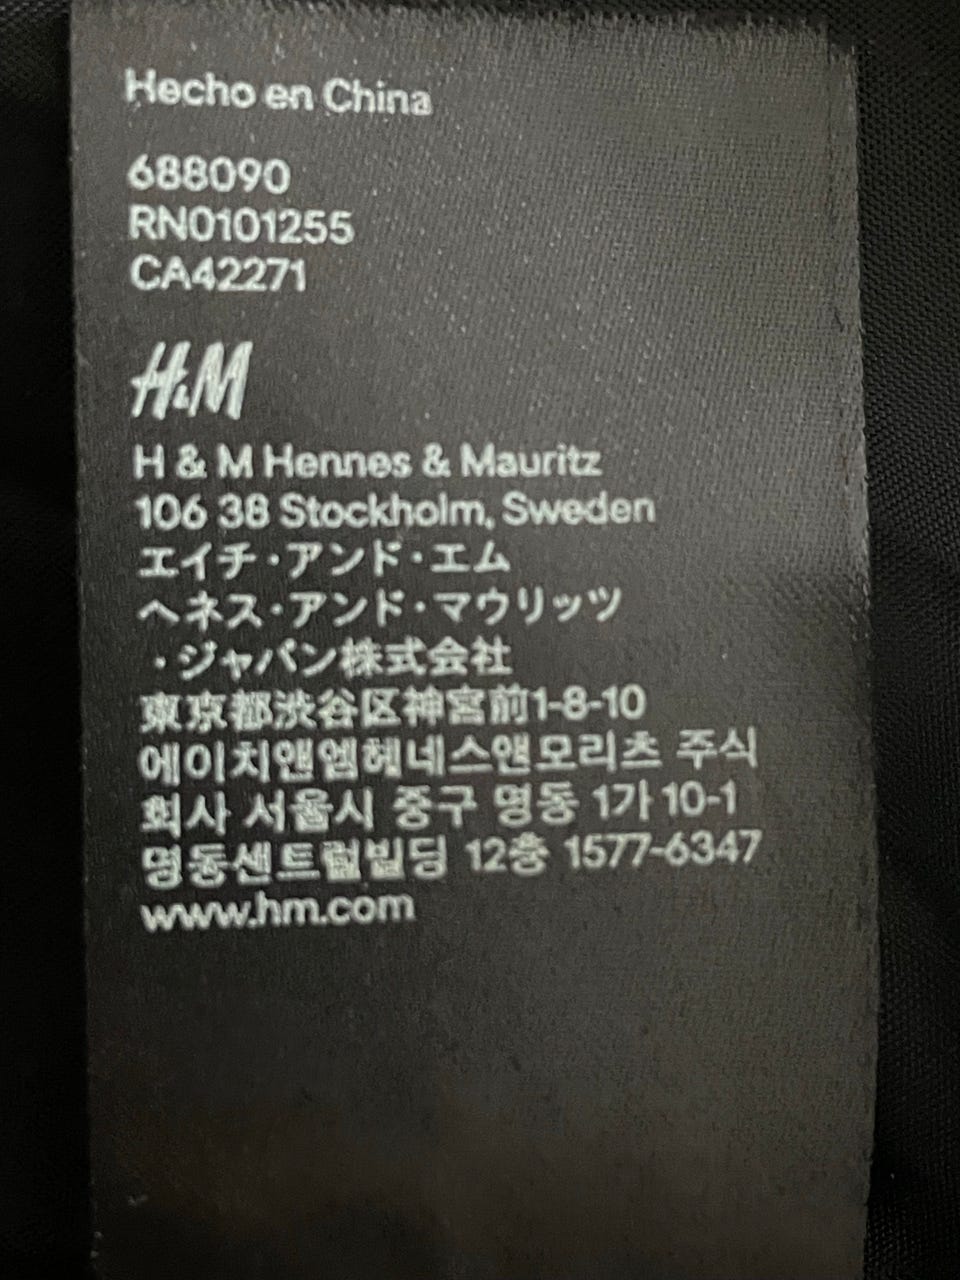 Hecho en China
688090
RN0101255
CA42271
H&M
H & M Hennes & Mauritz
106 38 Stockholm, Sweden
エイチ・アンド・エム
ヘネス・アンド・マウリッツ
・ジャパン株式会社
東京都渋谷区神宮前1-8-10
에이치앤엠헤네스앤모리츠 주식
회사 서울시 중구 명동 1가 10-1
명동센트럴빌딩 12층 1577-6347
www.hm.com